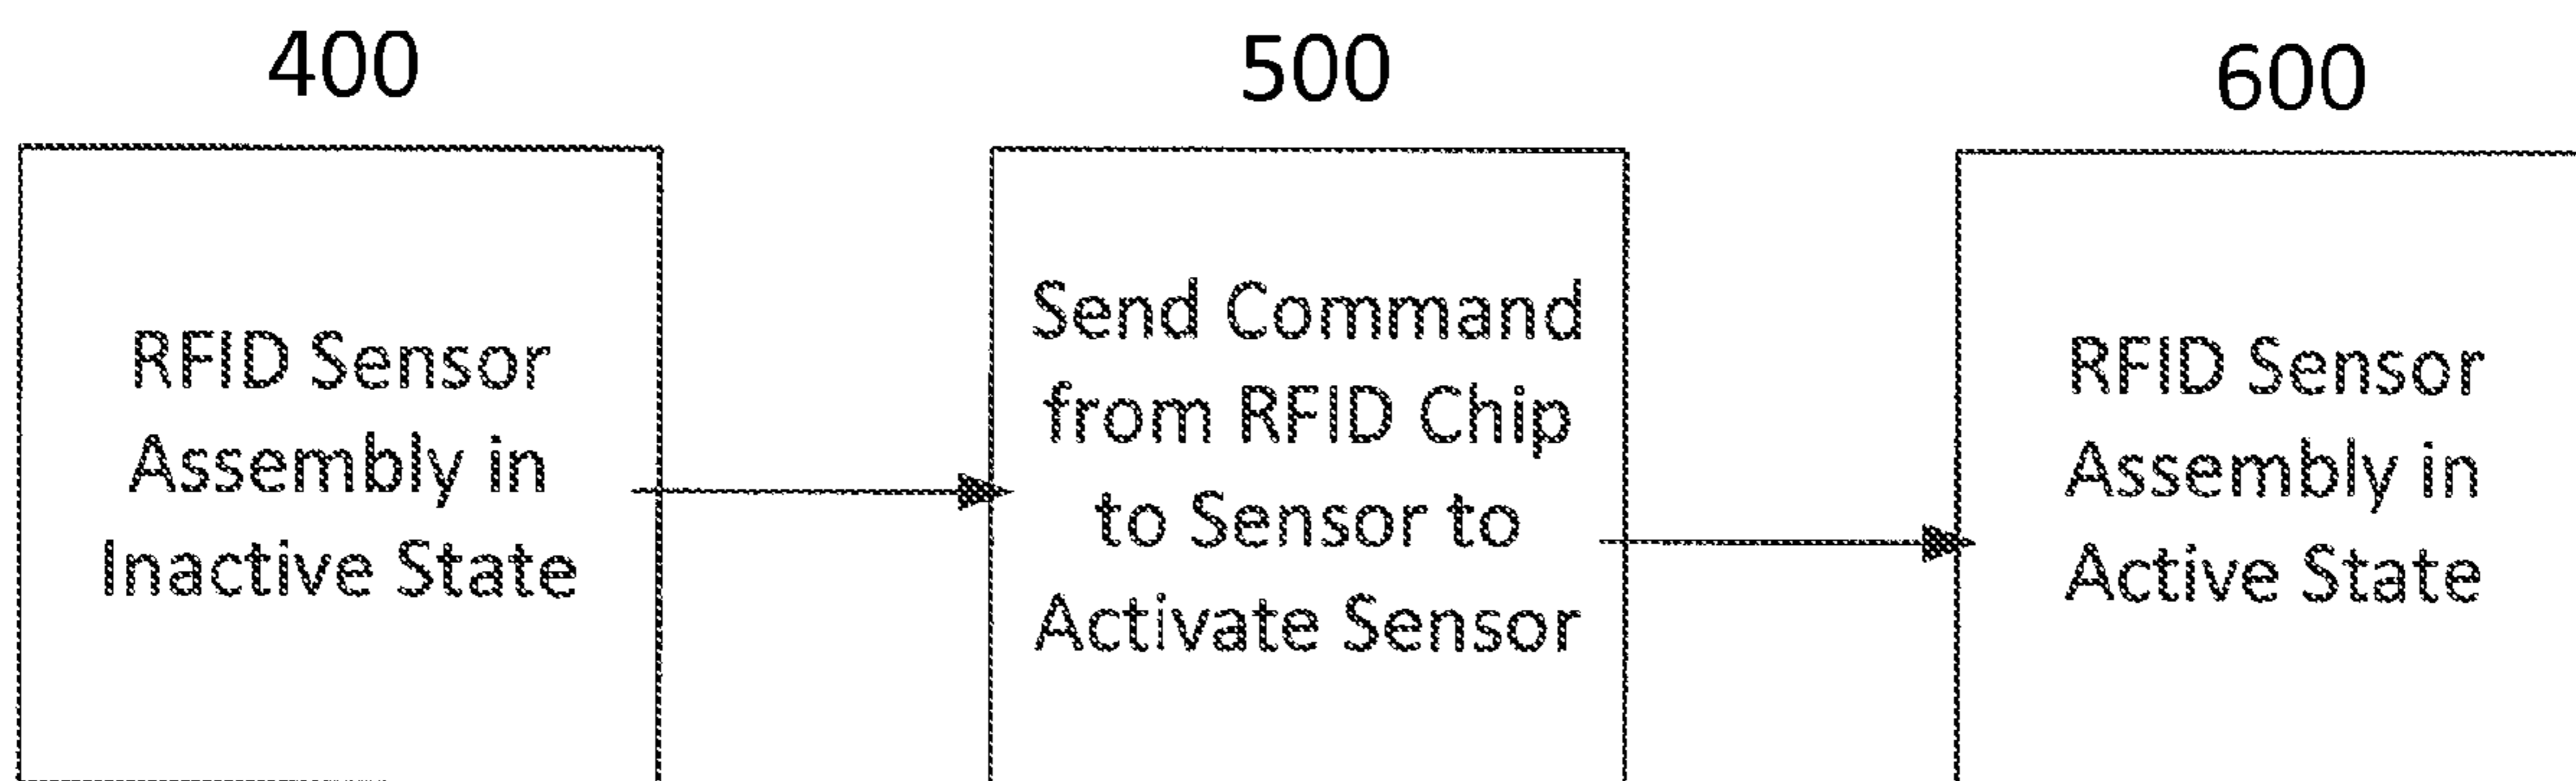 400
RFID Sensor
Assembly in
Inactive State
500
Send Command
from RFID Chip
to Sensor to
Activate Sensor
600
RFID Sensor
Assembly in
Active State